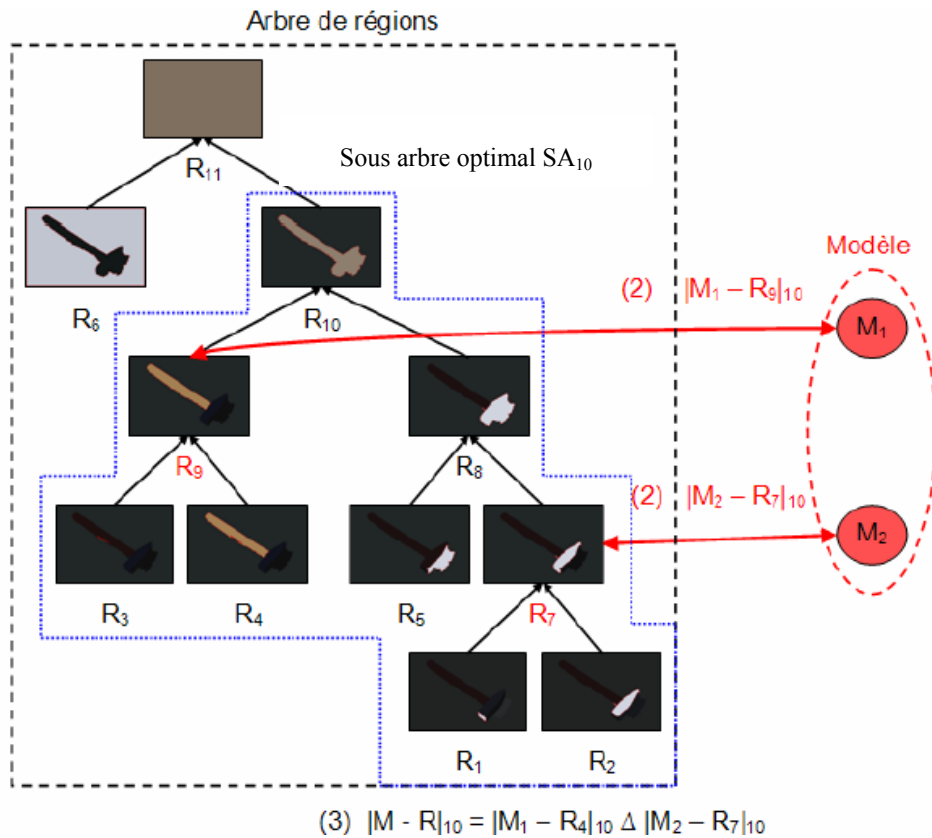 Arbre de régions
Sous arbre optimal SA₁₀
R₁₁
Modèle
R₆
R₁₀
(2) |M₁ – R₉|₁₀
M₁
R₉
R₈
(2) |M₂ – R₇|₁₀
M₂
R₃
R₄
R₅
R₇
R₁
R₂
(3) |M - R|₁₀ = |M₁ – R₄|₁₀ Δ |M₂ – R₇|₁₀